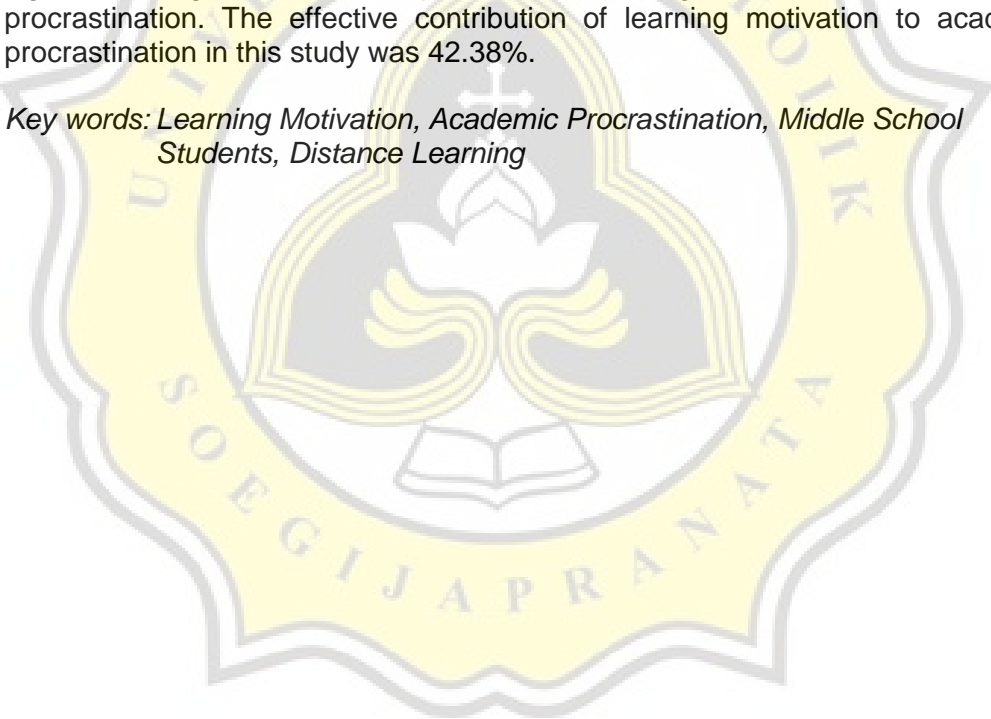 procrastination. The effective contribution of learning motivation to
procrastination in this study was 42.38%.
Key words: Learning Motivation, Academic Procrastination, Middle School
Students, Distance Learning
SOEGIJAPRANATA